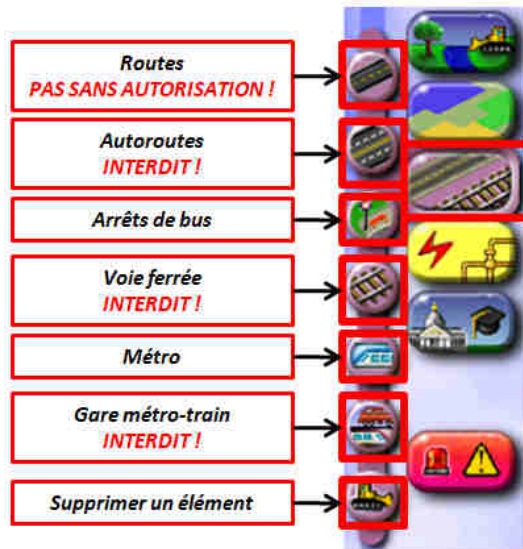 Routes
PAS SANS AUTORISATION !
Autoroutes
INTERDIT !
Arrêts de bus
Voie ferrée
INTERDIT !
Métro
Gare métro-train
INTERDIT !
Supprimer un élément